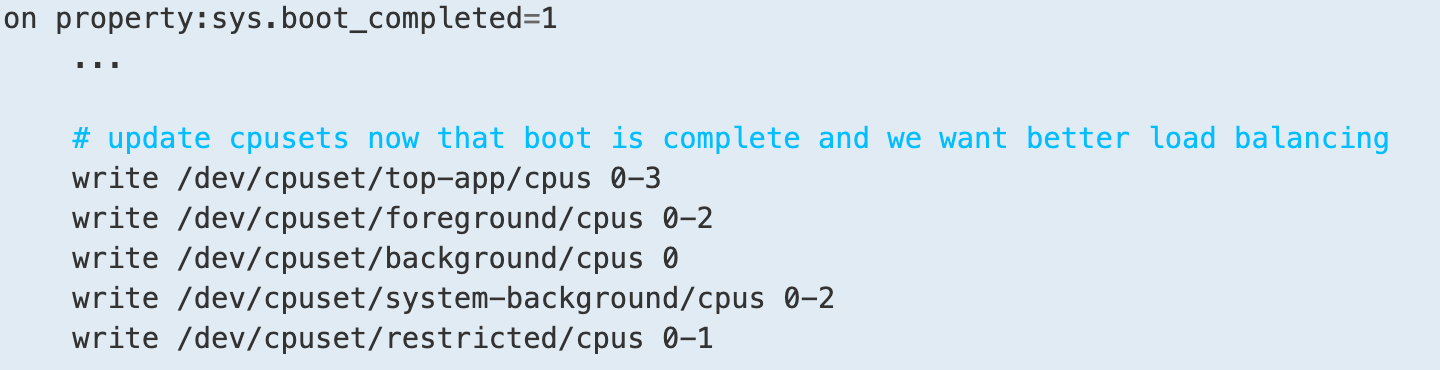 on property:sys.boot_completed=1
...
# update cpusets now that boot is complete and we want better load balancing
write /dev/cpuset/top-app/cpus 0-3
write /dev/cpuset/foreground/cpus 0-2
write /dev/cpuset/background/cpus 0
write /dev/cpuset/system-background/cpus 0-2
write /dev/cpuset/restricted/cpus 0-1